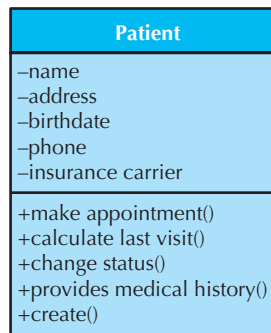 Patient
–name
–address
–birthdate
–phone
–insurance carrier
+make appointment()
+calculate last visit()
+change status()
+provides medical history()
+create()